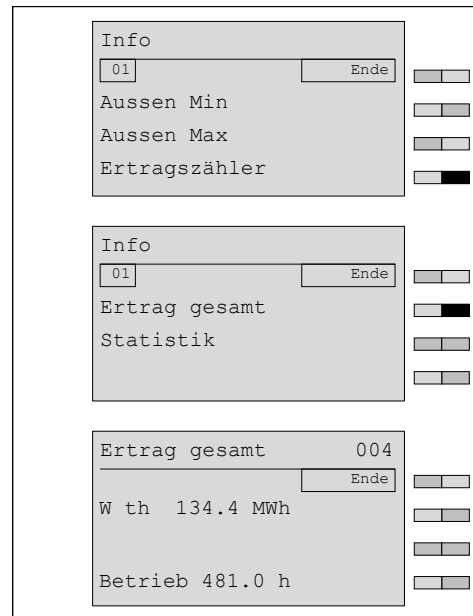 Info
01 Ende
Aussen Min
Aussen Max
Ertragszähler
Info
01 Ende
Ertrag gesamt
Statistik
Ertrag gesamt 004
Ende
W th 134.4 MWh
Betrieb 481.0 h